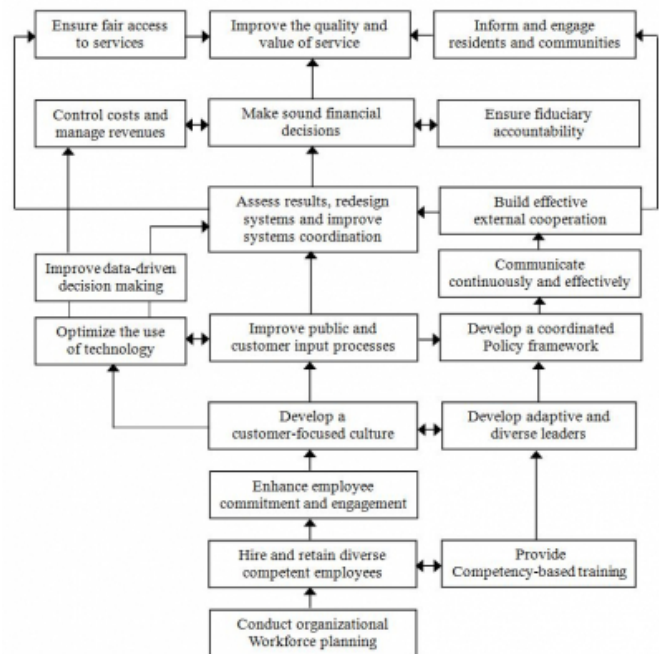 Ensure fair access
to services
Improve the quality and
value of service
Inform and engage
residents and communities
Control costs and
manage revenues
Make sound financial
decisions
Ensure fiduciary
accountability
Assess results, redesign
systems and improve
systems coordination
Build effective
external cooperation
Improve data-driven
decision making
Communicate
continuously and effectively
Optimize the use
of technology
Improve public and
customer input processes
Develop a coordinated
Policy framework
Develop a
customer-focused culture
Develop adaptive and
diverse leaders
Enhance employee
commitment and engagement
Hire and retain diverse
competent employees
Provide
Competency-based training
Conduct organizational
Workforce planning